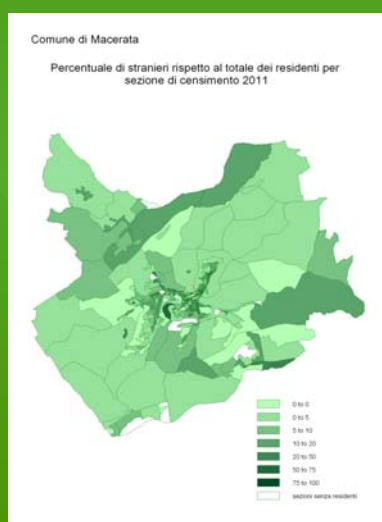 Comune di Macerata
Percentuale di stranieri rispetto al totale dei residenti per
sezione di censimento 2011
0 to 0
0 to 5
5 to 10
10 to 20
20 to 50
50 to 75
75 to 100
sezioni senza residenti